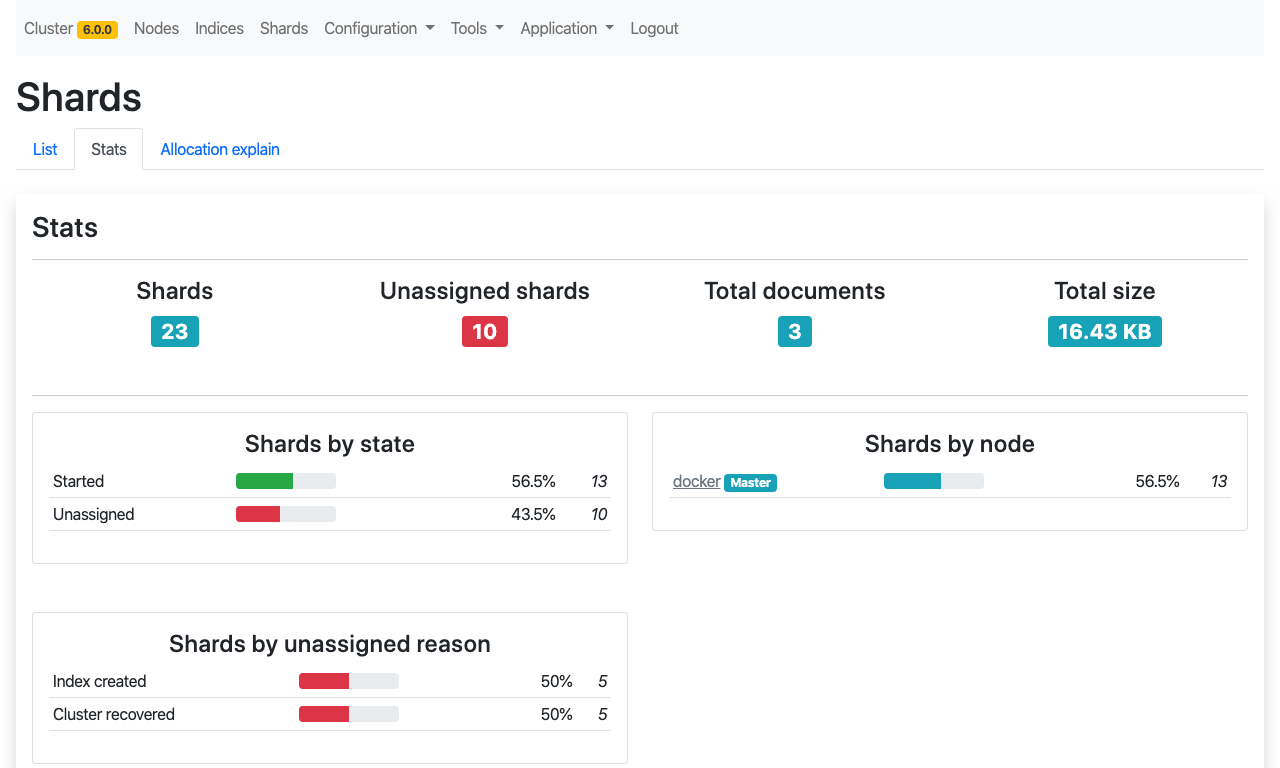 Cluster 6.0.0 Nodes Indices Shards Configuration Tools Application Logout
Shards
List Stats Allocation explain
Stats
Shards Unassigned shards Total documents Total size
23 10 3 16.43 KB
Shards by state
Started 56.5% 13
Unassigned 43.5% 10
Shards by node
docker Master 56.5% 13
Shards by unassigned reason
Index created 50% 5
Cluster recovered 50% 5